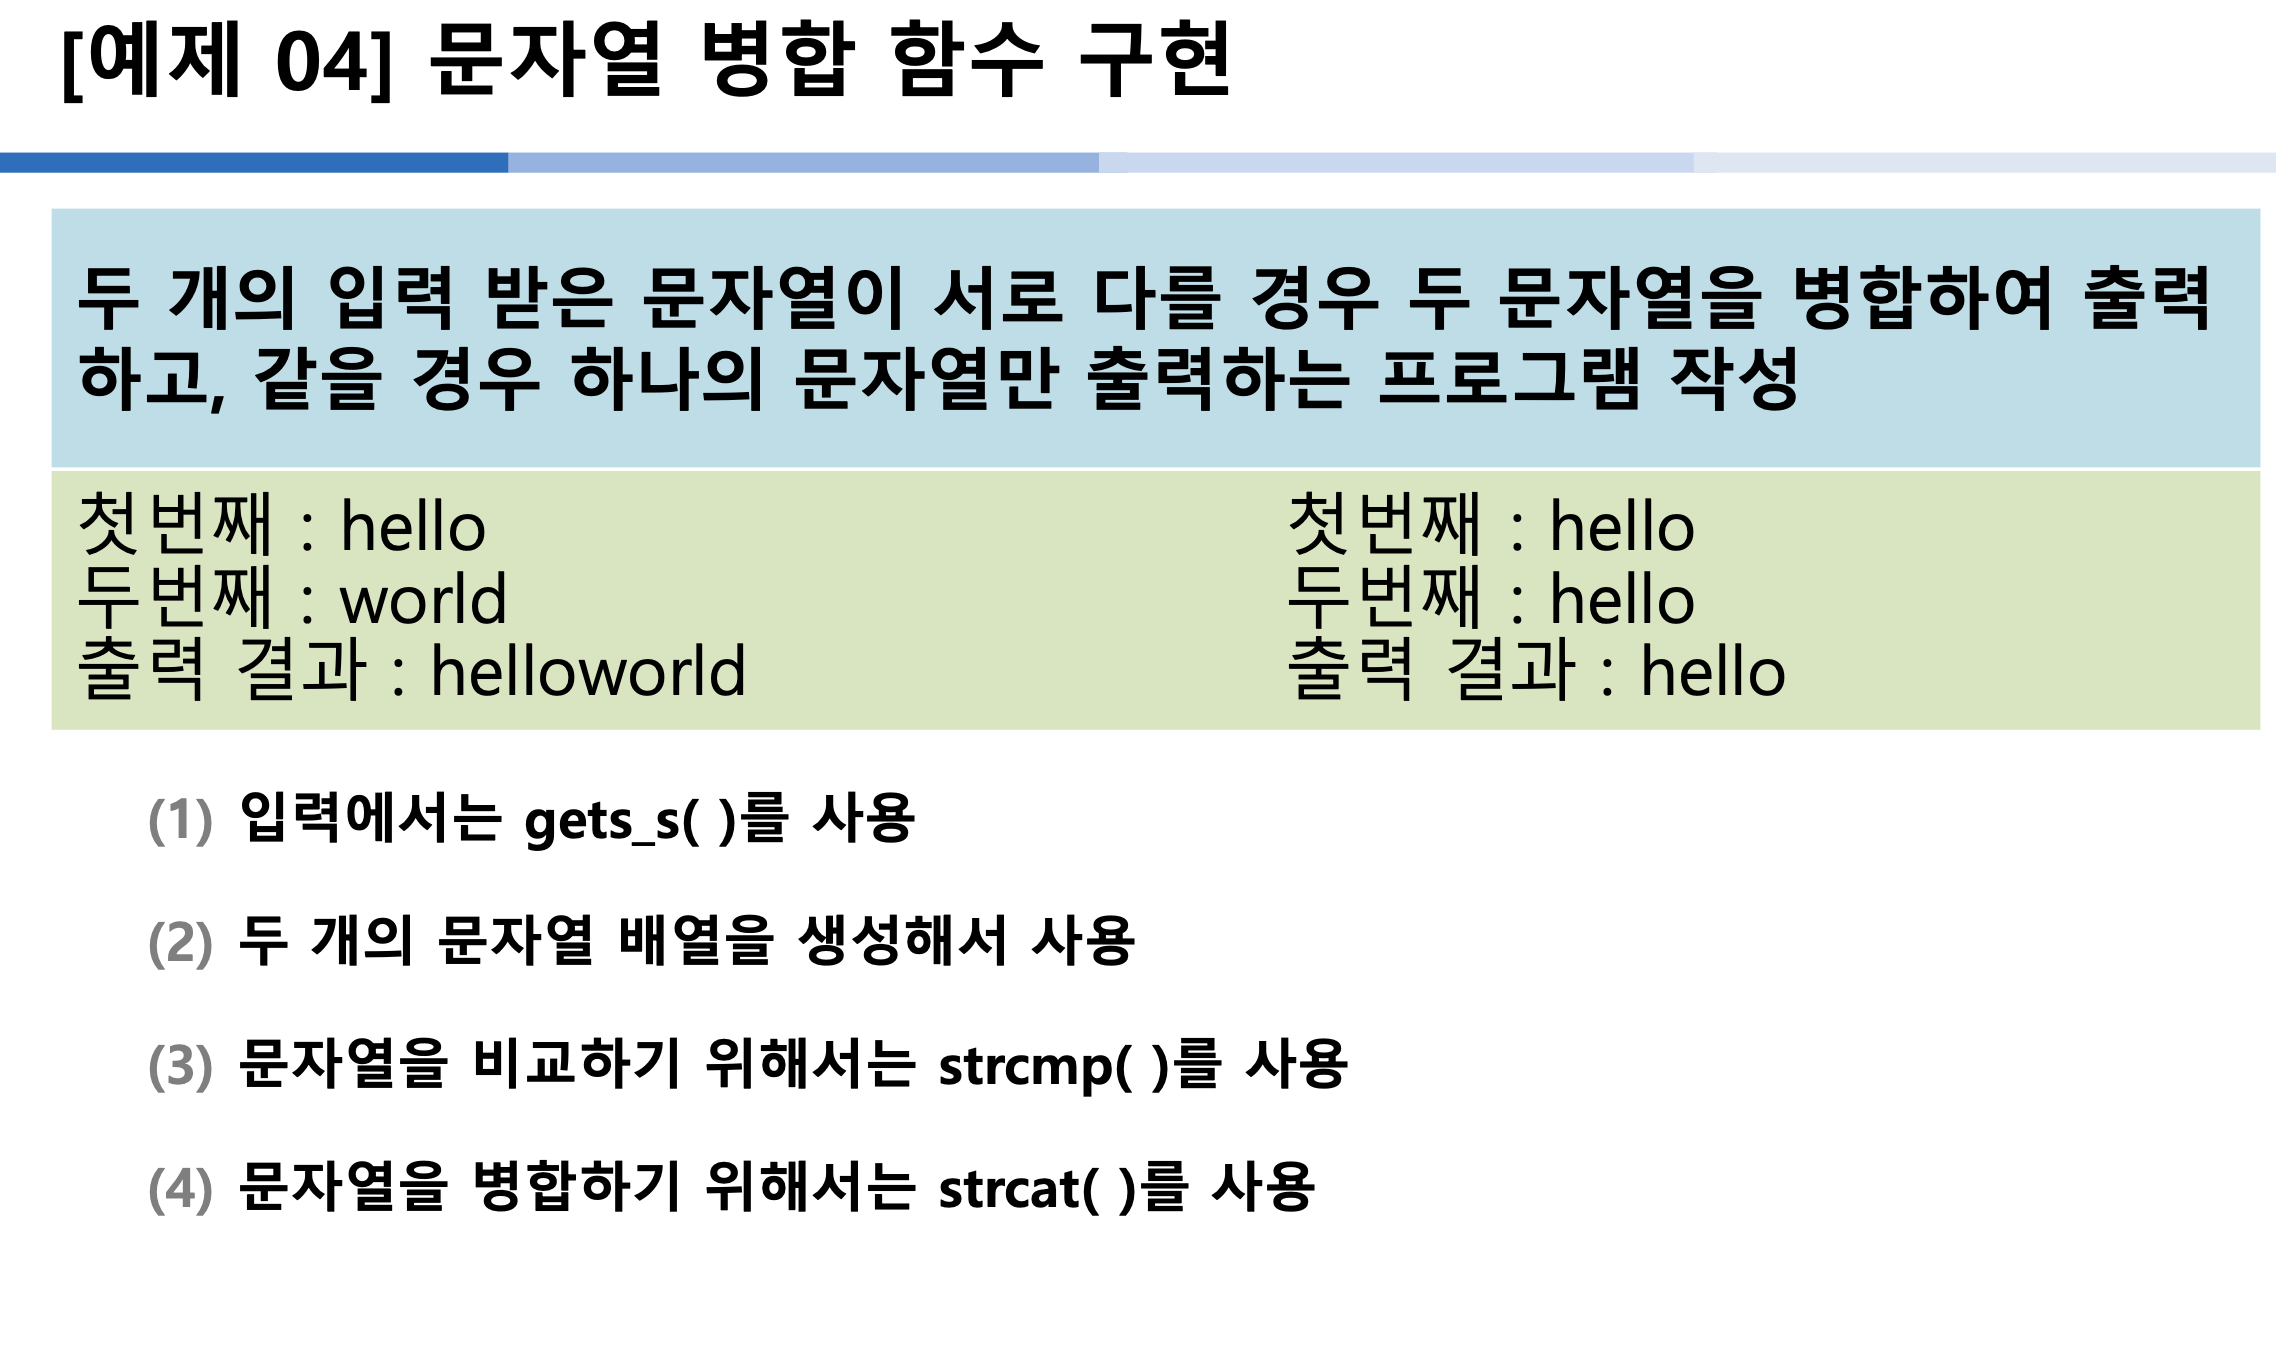 [예제 04] 문자열 병합 함수 구현
두 개의 입력 받은 문자열이 서로 다를 경우 두 문자열을 병합하여 출력
하고, 같을 경우 하나의 문자열만 출력하는 프로그램 작성
첫번째 : hello
두번째 : world
출력 결과 : helloworld
첫번째 : hello
두번째 : hello
출력 결과 : hello
(1) 입력에서는 gets_s( )를 사용
(2) 두 개의 문자열 배열을 생성해서 사용
(3) 문자열을 비교하기 위해서는 strcmp( )를 사용
(4) 문자열을 병합하기 위해서는 strcat( )를 사용